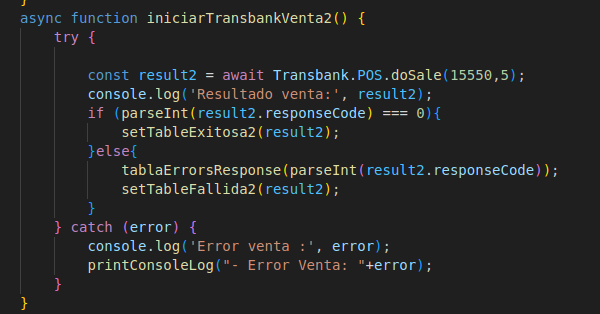 }
async function iniciarTransbankVenta2() {
    try {

        const result2 = await Transbank.POS.doSale(15550,5);
        console.log('Resultado venta:', result2);
        if (parseInt(result2.responseCode) === 0){
            setTableExitosa2(result2);
        }else{
            tablaErrorsResponse(parseInt(result2.responseCode));
            setTableFallida2(result2);
        }
    } catch (error) {
        console.log('Error venta :', error);
        printConsoleLog("- Error Venta: "+error);
    }
}